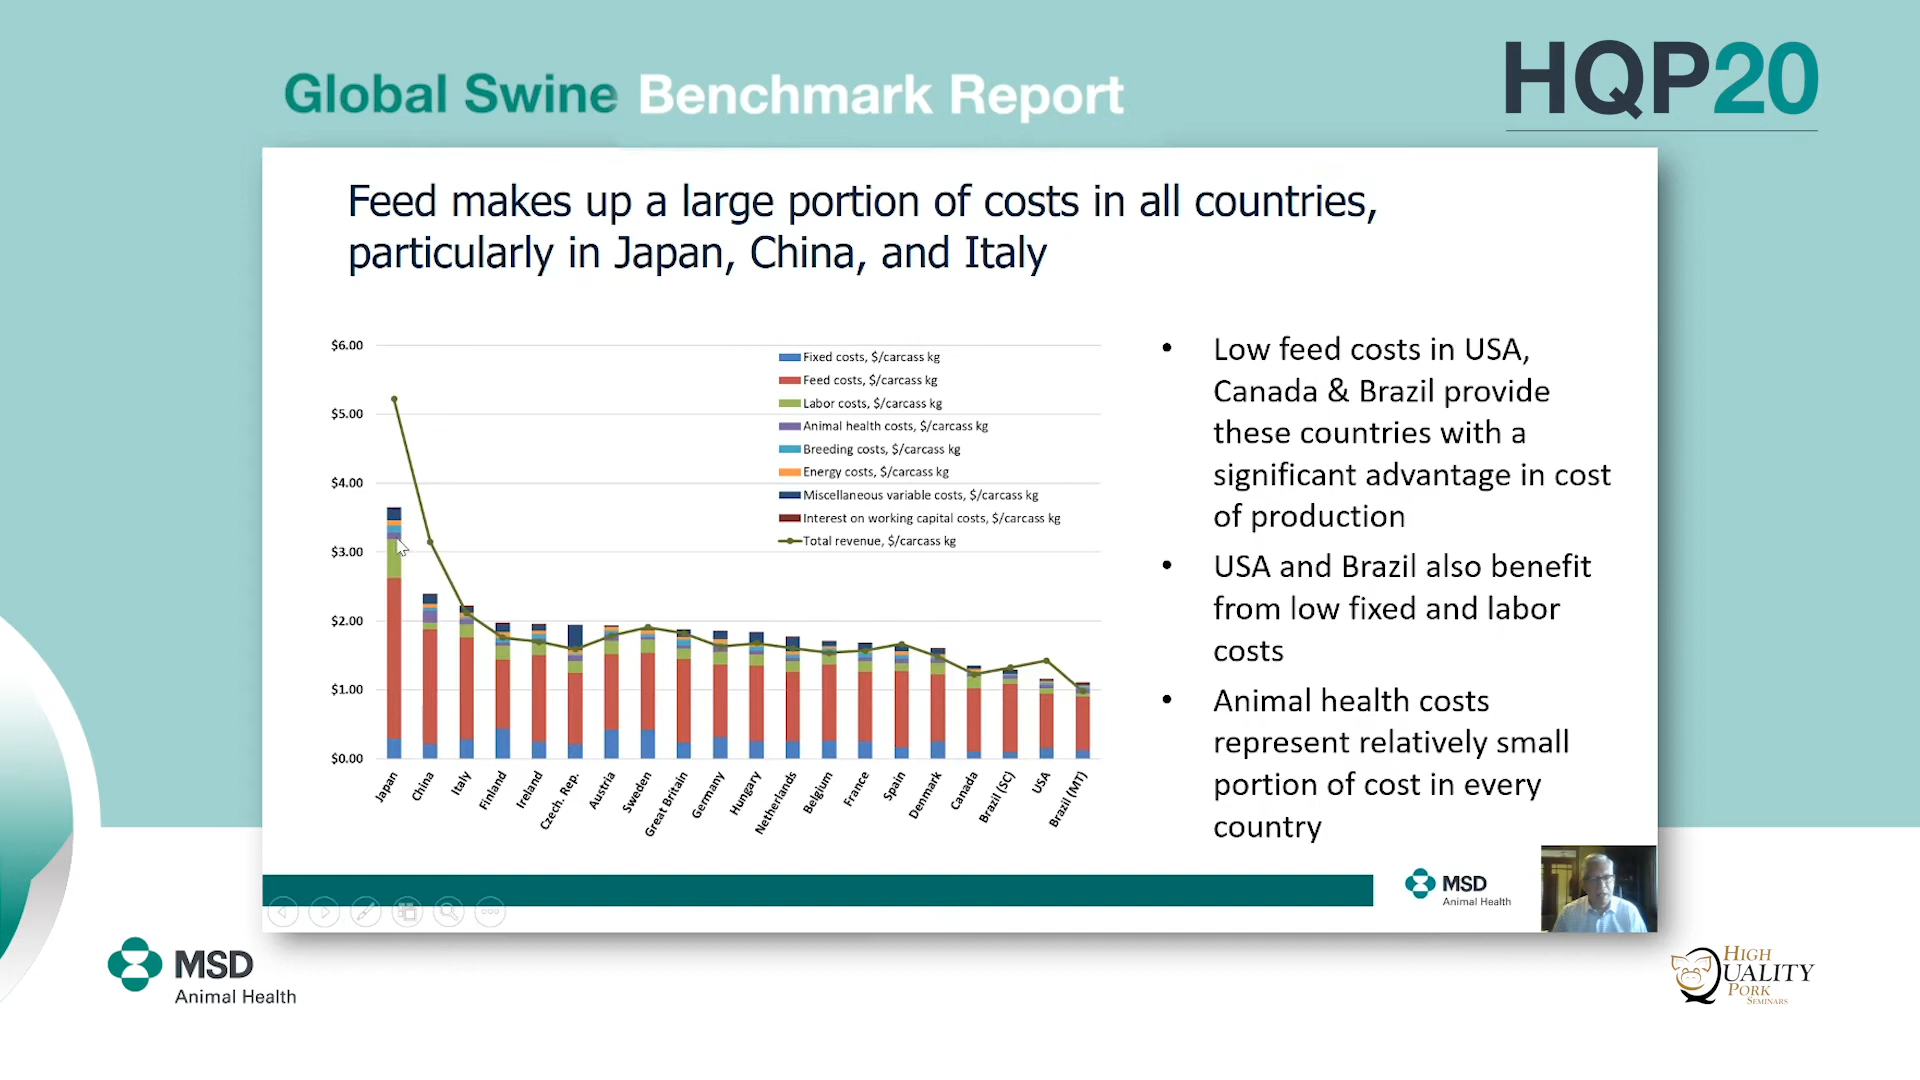 Global Swine Benchmark Report
HQP20
Feed makes up a large portion of costs in all countries,
particularly in Japan, China, and Italy
$6.00
$5.00
$4.00
$3.00
$2.00
$1.00
$0.00
Fixed costs, $/carcass kg
Feed costs, $/carcass kg
Labor costs, $/carcass kg
Animal health costs, $/carcass kg
Breeding costs, $/carcass kg
Energy costs, $/carcass kg
Miscellaneous variable costs, $/carcass kg
Interest on working capital costs, $/carcass kg
Total revenue, $/carcass kg
Japan
China
Italy
Finland
Ireland
Czech. Rep.
Austria
Sweden
Great Britain
Germany
Hungary
Netherlands
Belgium
France
Spain
Denmark
Canada
Brazil (SC)
USA
Brazil (MT)
• Low feed costs in USA,
Canada & Brazil provide
these countries with a
significant advantage in cost
of production
• USA and Brazil also benefit
from low fixed and labor
costs
• Animal health costs
represent relatively small
portion of cost in every
country
MSD
Animal Health
MSD
Animal Health
HIGH
QUALITY
PORK
SEMINARS